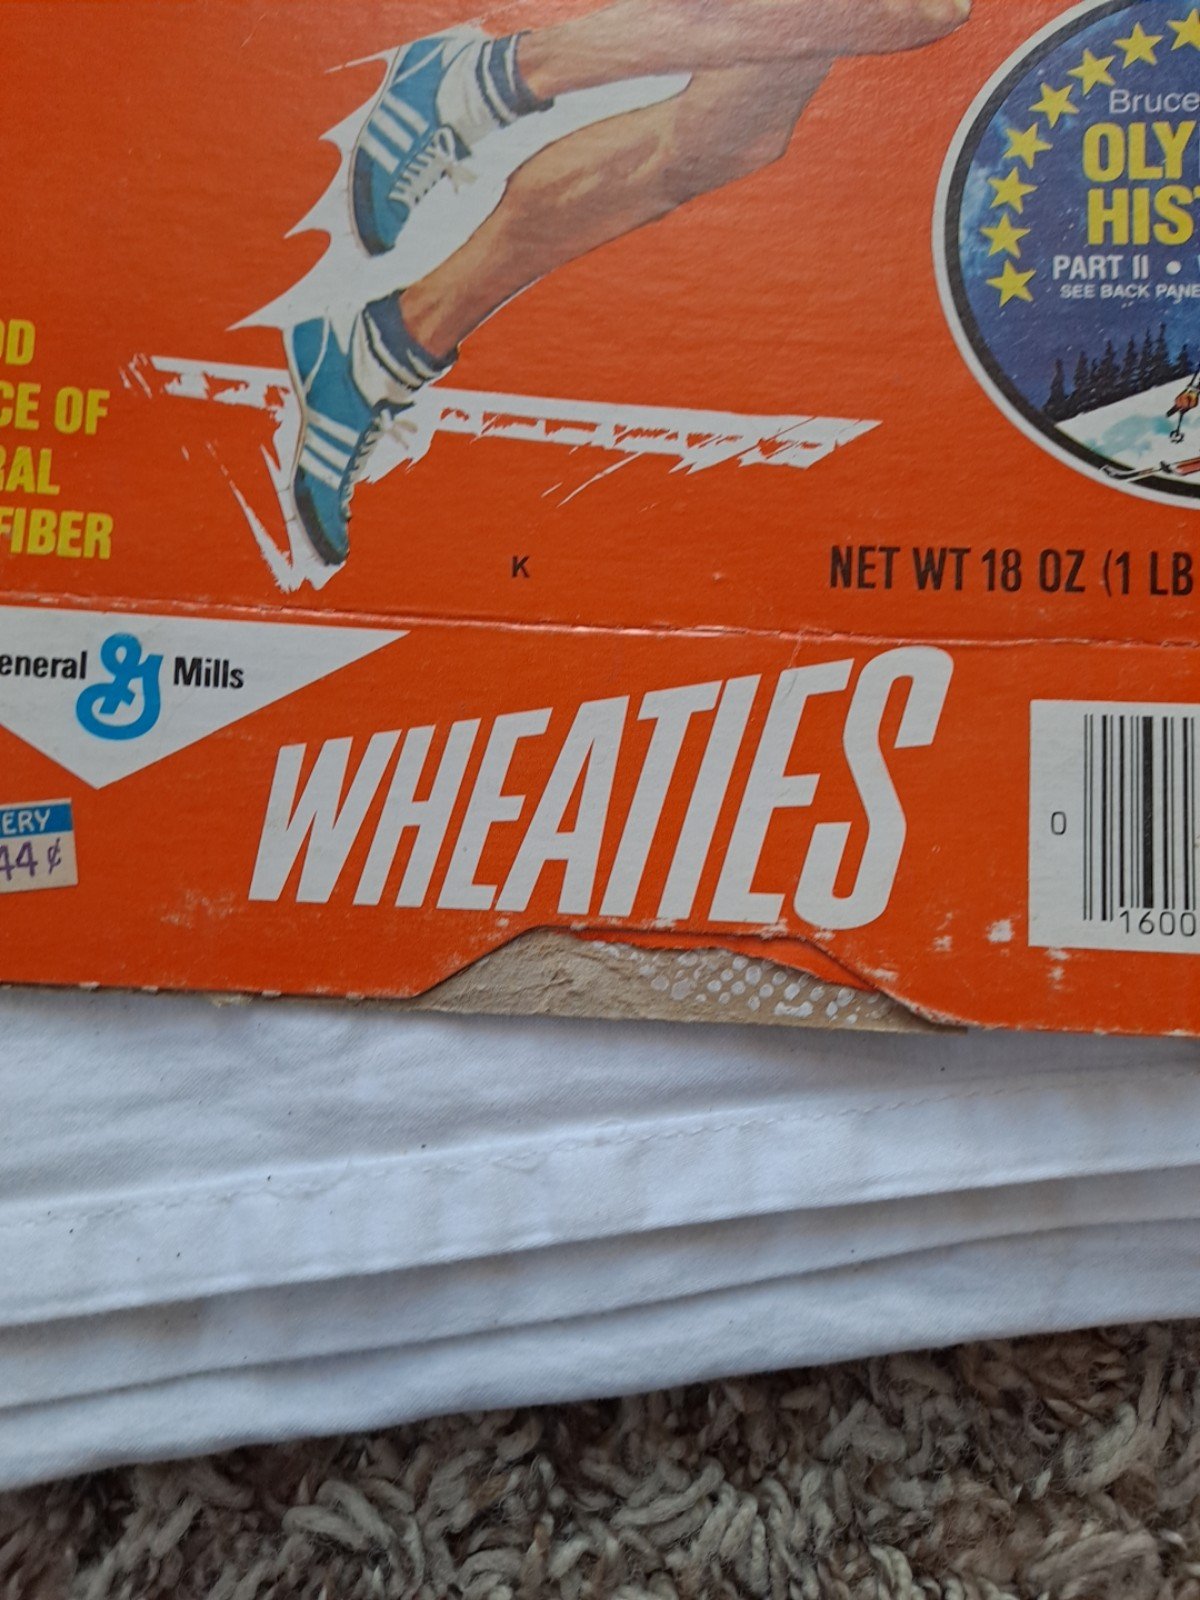 Bruce
OLY
HIS
PART II •
SEE BACK PANE
OD
CE OF
RAL
FIBER
K
NET WT 18 OZ (1 LB
eneral Mills
WHEATIES
ERY
44¢
0
1600